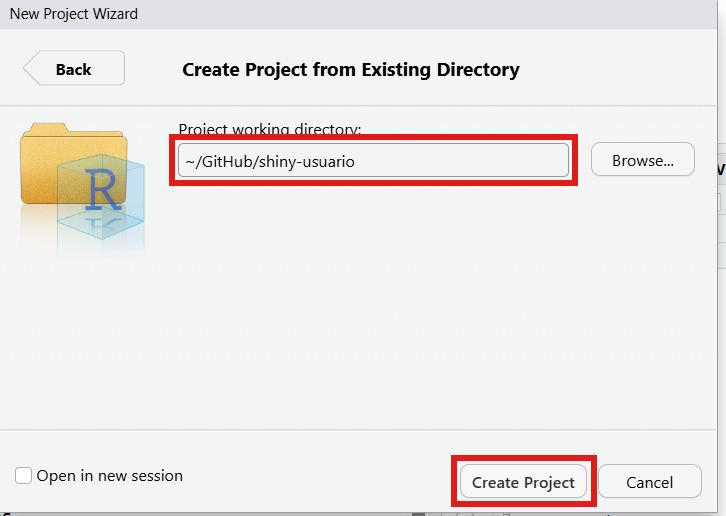 New Project Wizard
Back
Create Project from Existing Directory
Project working directory:
~/GitHub/shiny-usuario
Browse...
R
Open in new session
Create Project
Cancel